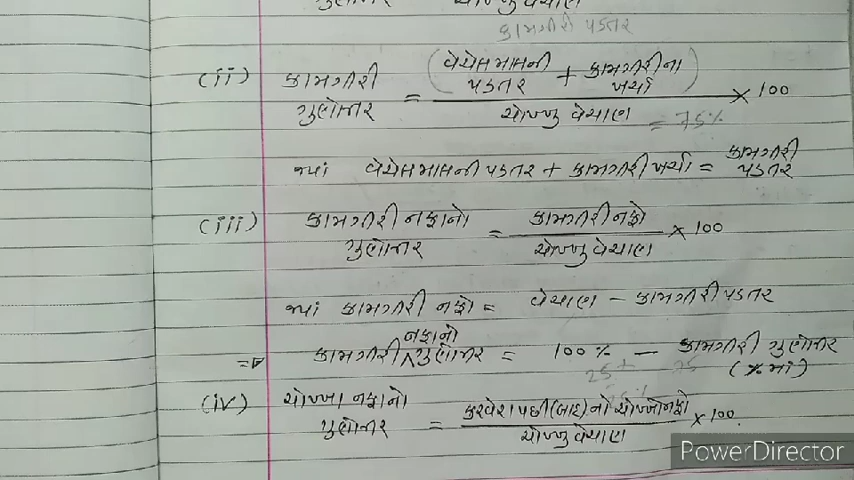 ગુણોત્તર ચોખ્ખુ વેચાણ
કામગીરી પડતર
(ii) કામગીરી ગુણોત્તર = (વેચેલ માલની પડતર + કામગીરીના ખર્ચા) / ચોખ્ખુ વેચાણ × 100
= 75%
જ્યાં વેચેલ માલની પડતર + કામગીરી ખર્ચા = કામગીરી પડતર
(iii) કામગીરી નફાનો ગુણોત્તર = કામગીરી નફો / ચોખ્ખુ વેચાણ × 100
જ્યાં કામગીરી નફો = વેચાણ – કામગીરી પડતર
=> કામગીરી નફાનો ગુણોત્તર = 100 % – કામગીરી ગુણોત્તર (% માં)
(iv) ચોખ્ખા નફાનો ગુણોત્તર = કરવેરા પછી(બાદ)નો ચોખ્ખો નફો / ચોખ્ખુ વેચાણ × 100.
PowerDirector